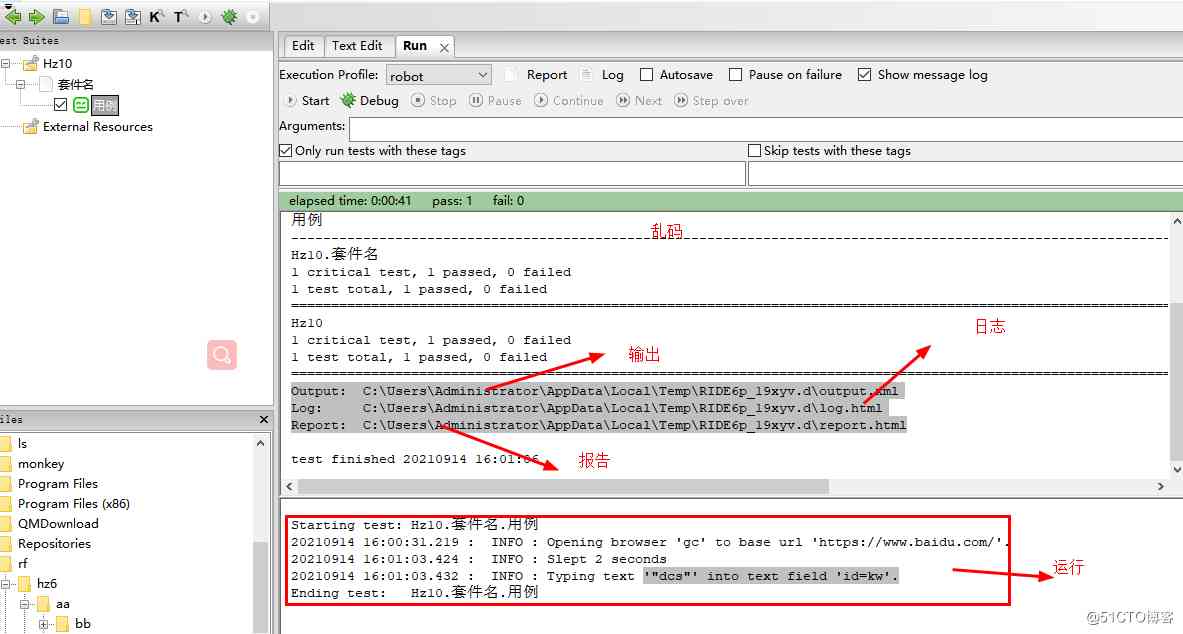 K T
est Suites
Hz10
套件名
用例
External Resources
iles
ls
monkey
Program Files
Program Files (x86)
QMDownload
Repositories
rf
hz6
aa
bb
Edit Text Edit Run
Execution Profile: robot Report Log Autosave Pause on failure Show message log
Start Debug Stop Pause Continue Next Step over
Arguments:
Only run tests with these tags Skip tests with these tags
elapsed time: 0:00:41 pass: 1 fail: 0
用例
乱码
Hz10.套件名
1 critical test, 1 passed, 0 failed
1 test total, 1 passed, 0 failed
Hz10
日志
1 critical test, 1 passed, 0 failed
1 test total, 1 passed, 0 failed
输出
Output: C:\Users\Administrator\AppData\Local\Temp\RIDE6p_19xyv.d\output.xml
Log: C:\Users\Administrator\AppData\Local\Temp\RIDE6p_19xyv.d\log.html
Report: C:\Users\Administrator\AppData\Local\Temp\RIDE6p_19xyv.d\report.html
test finished 20210914 16:01:06
报告
Starting test: Hz10.套件名.用例
20210914 16:00:31.219 : INFO : Opening browser 'gc' to base url 'https://www.baidu.com/'.
20210914 16:01:03.424 : INFO : Slept 2 seconds
20210914 16:01:03.432 : INFO : Typing text '"dcs"' into text field 'id=kw'.
Ending test: Hz10.套件名.用例
运行
@51CTO博客